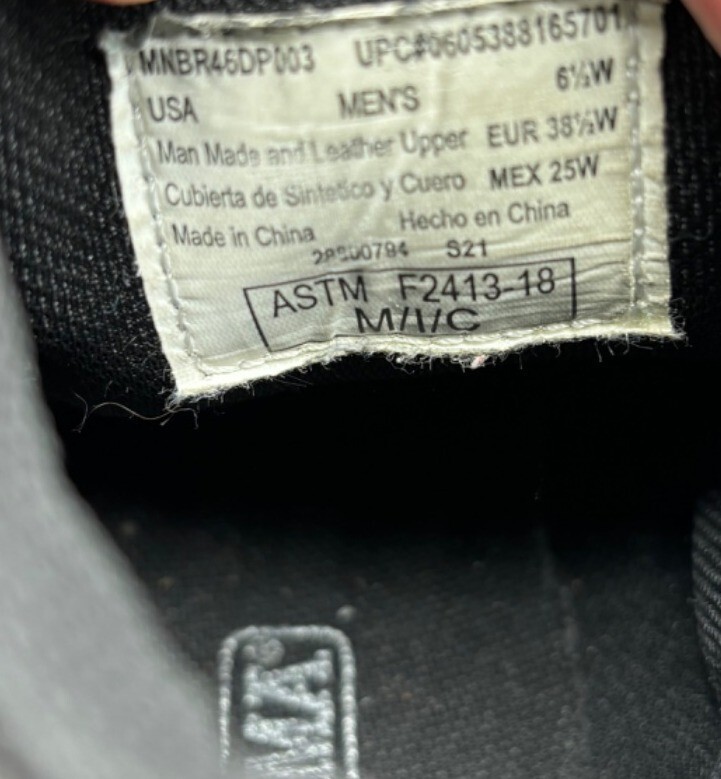 MNBR46DP003 UPC#0605388165701
USA MEN'S 6½W
Man Made and Leather Upper EUR 38½W
Cubierta de Sintetico y Cuero MEX 25W
Made in China Hecho en China
S21
ASTM F2413-18
M/I/C
MA®